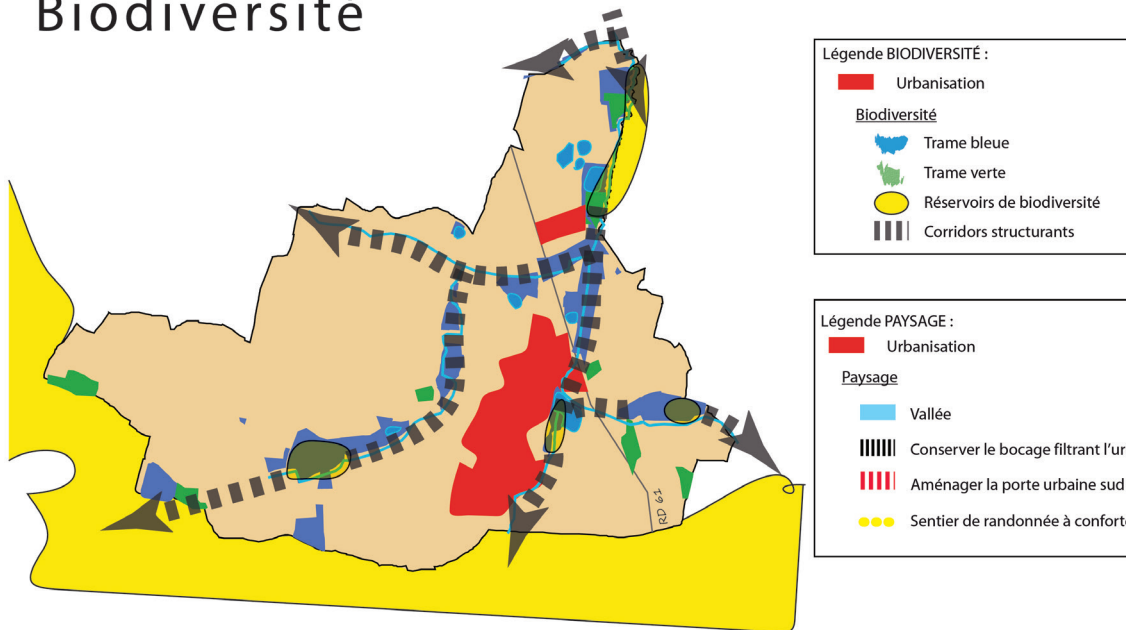 Biodiversité
Légende BIODIVERSITÉ :
Urbanisation
Biodiversité
Trame bleue
Trame verte
Réservoirs de biodiversité
Corridors structurants
Légende PAYSAGE :
Urbanisation
Paysage
Vallée
Conserver le bocage filtrant l'ur
Aménager la porte urbaine sud
Sentier de randonnée à conforte
RD 61